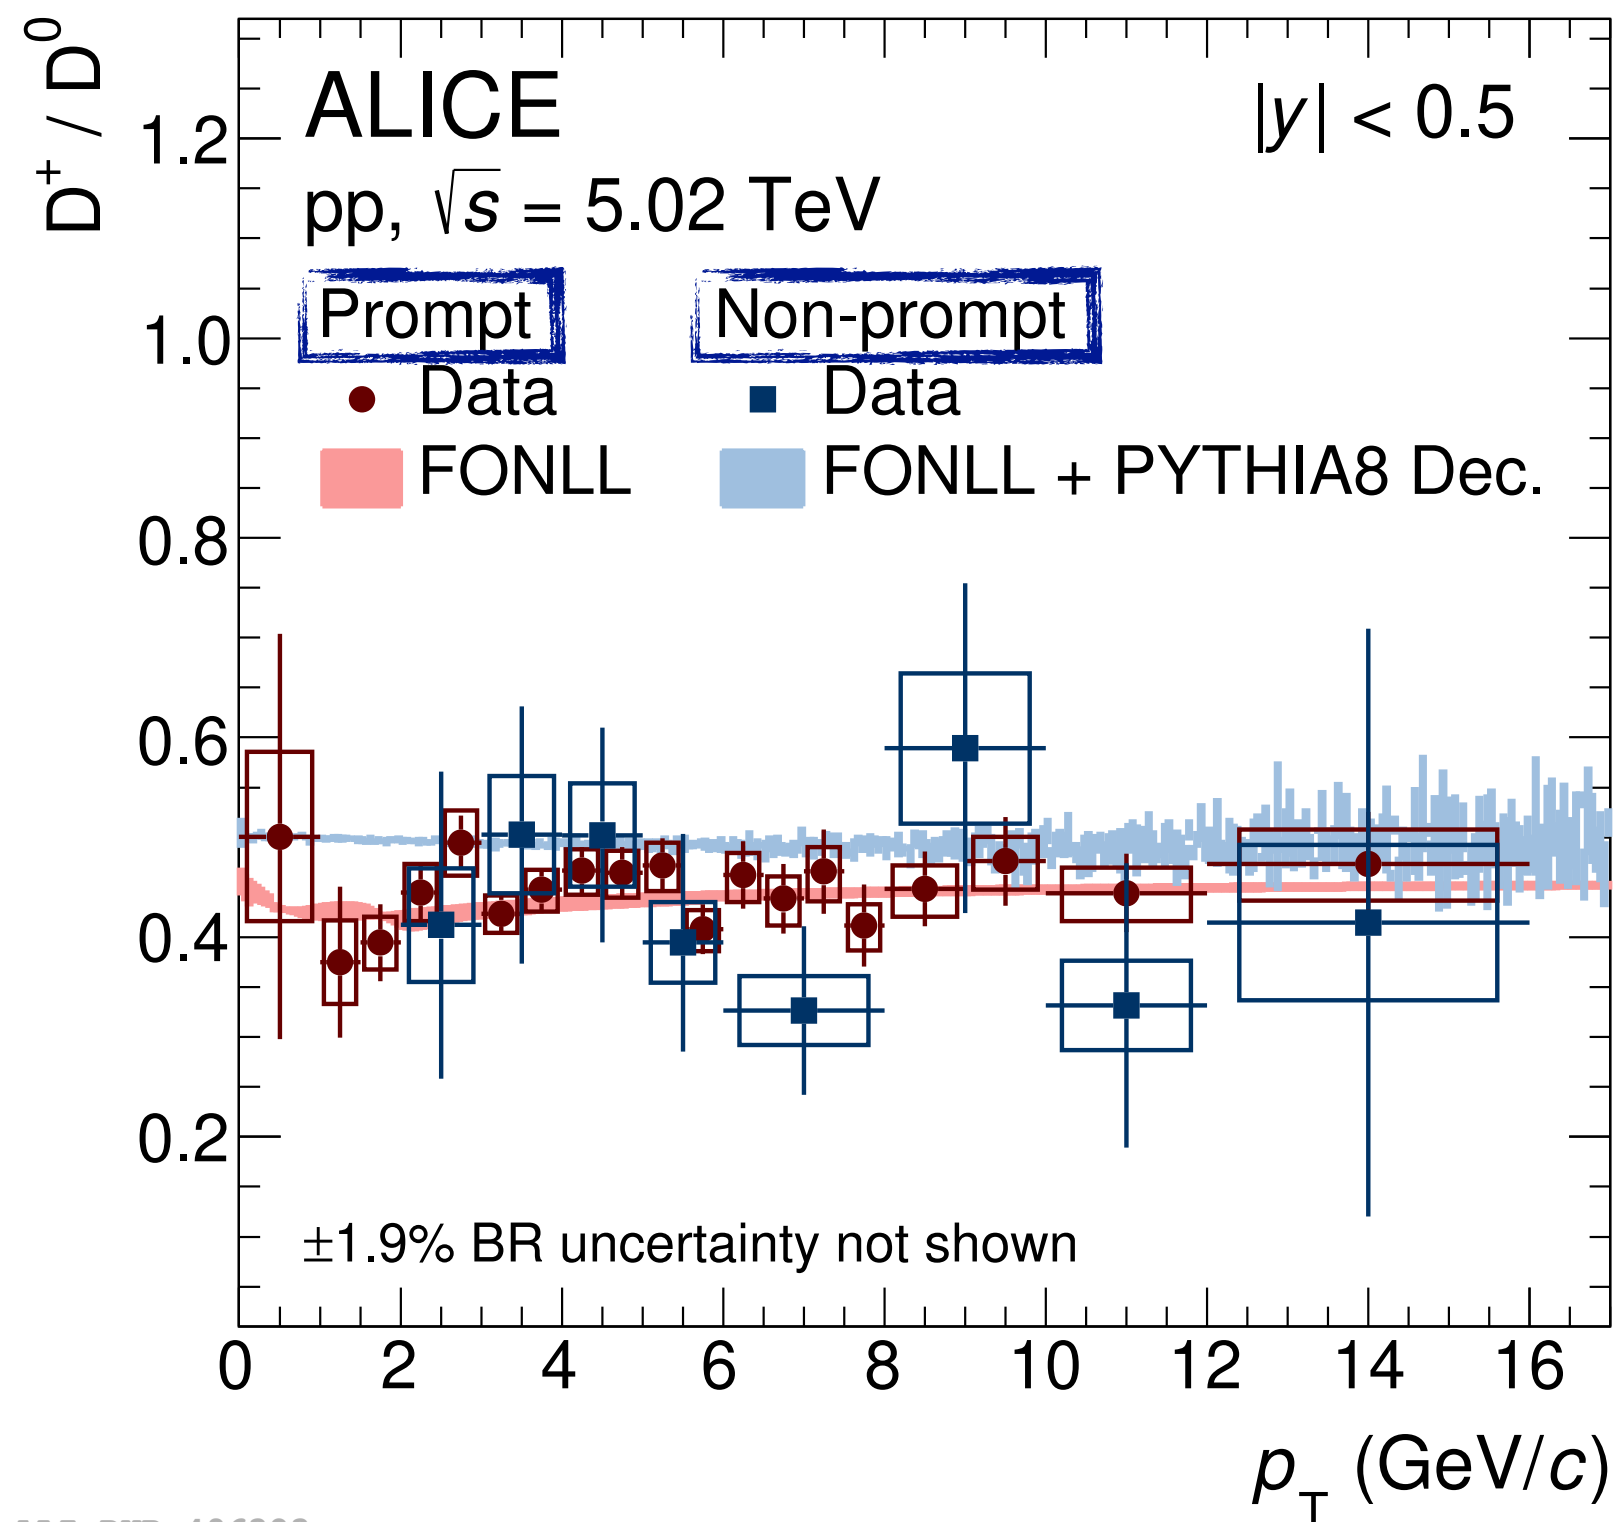 D⁺ / D⁰
ALICE
|y| < 0.5
pp, √s = 5.02 TeV
Prompt Non-prompt
Data Data
FONLL FONLL + PYTHIA8 Dec.
1.2
1.0
0.8
0.6
0.4
0.2
±1.9% BR uncertainty not shown
0 2 4 6 8 10 12 14 16
p_T (GeV/c)